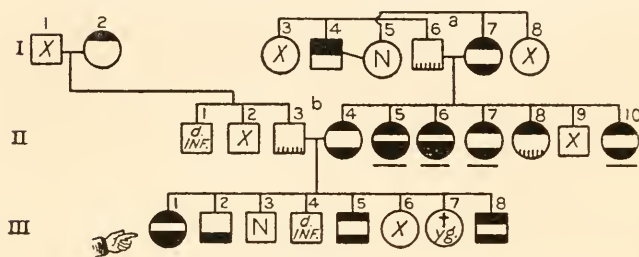 3 4 5 6 a 7 8
I 1 2
X X N X
b
II 1 2 3 4 5 6 7 8 9 10
d. INF. X X
III 1 2 3 4 5 6 7 8
N d. INF. X † yg.